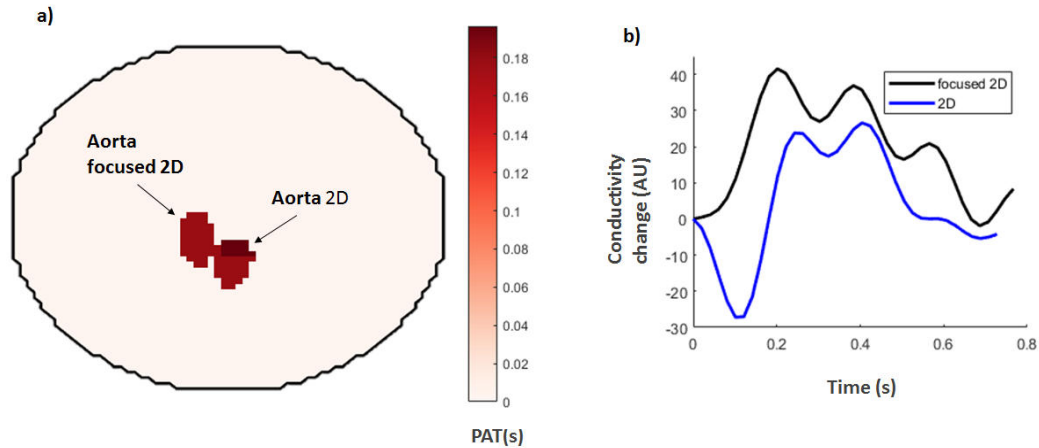 a)
Aorta
focused 2D
Aorta 2D
0.18
0.16
0.14
0.12
0.1
0.08
0.06
0.04
0.02
0
PAT(s)
b)
Conductivity
change (AU)
40
30
20
10
0
-10
-20
-30
0
0.2
0.4
0.6
0.8
focused 2D
2D
Time (s)